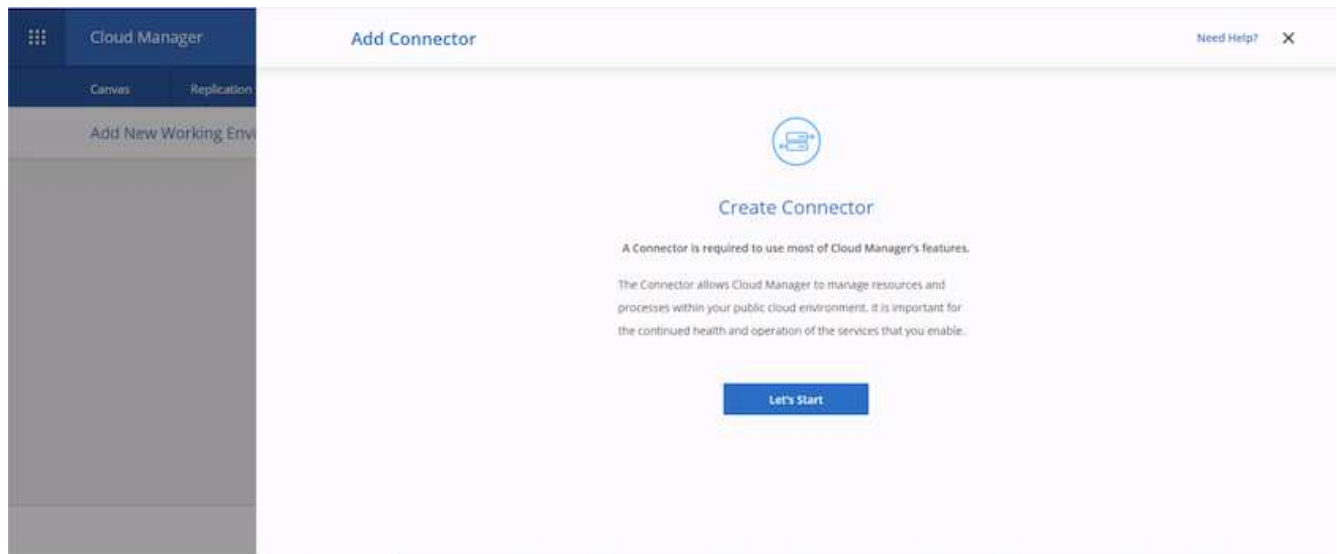 Cloud Manager
Add Connector
Need Help?
Canvas
Replication
Add New Working Envi
Create Connector
A Connector is required to use most of Cloud Manager's features.
The Connector allows Cloud Manager to manage resources and
processes within your public cloud environment. It is important for
the continued health and operation of the services that you enable.
Let's Start